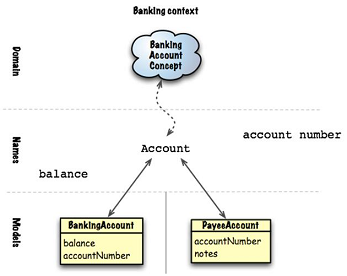 Banking context
Domain
Banking
Account
Concept
Names
account number
Account
balance
Models
BankingAccount
balance
accountNumber
PayeeAccount
accountNumber
notes